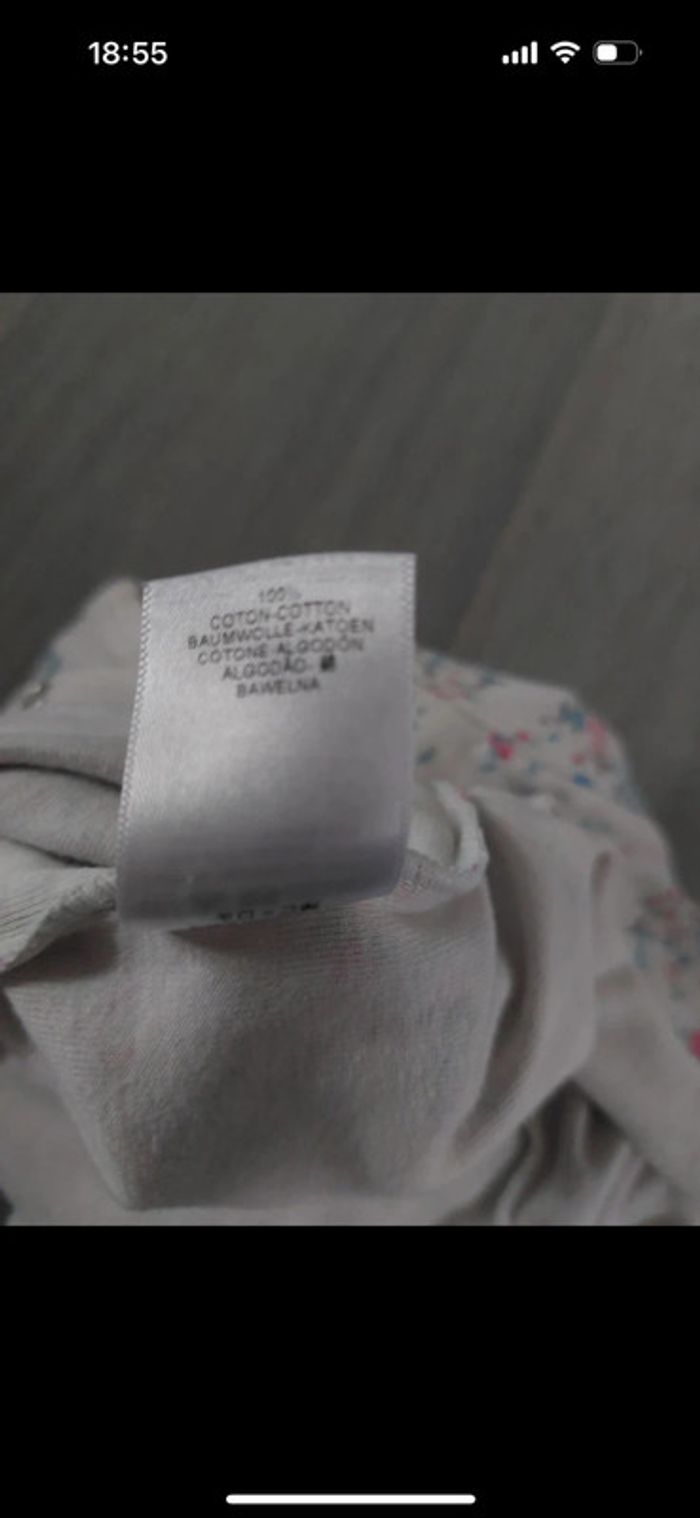 18:55
100%
COTON-COTTON
BAUMWOLLE-KATOEN
COTONE-ALGODÓN
ALGODÃO-
BAWEŁNA